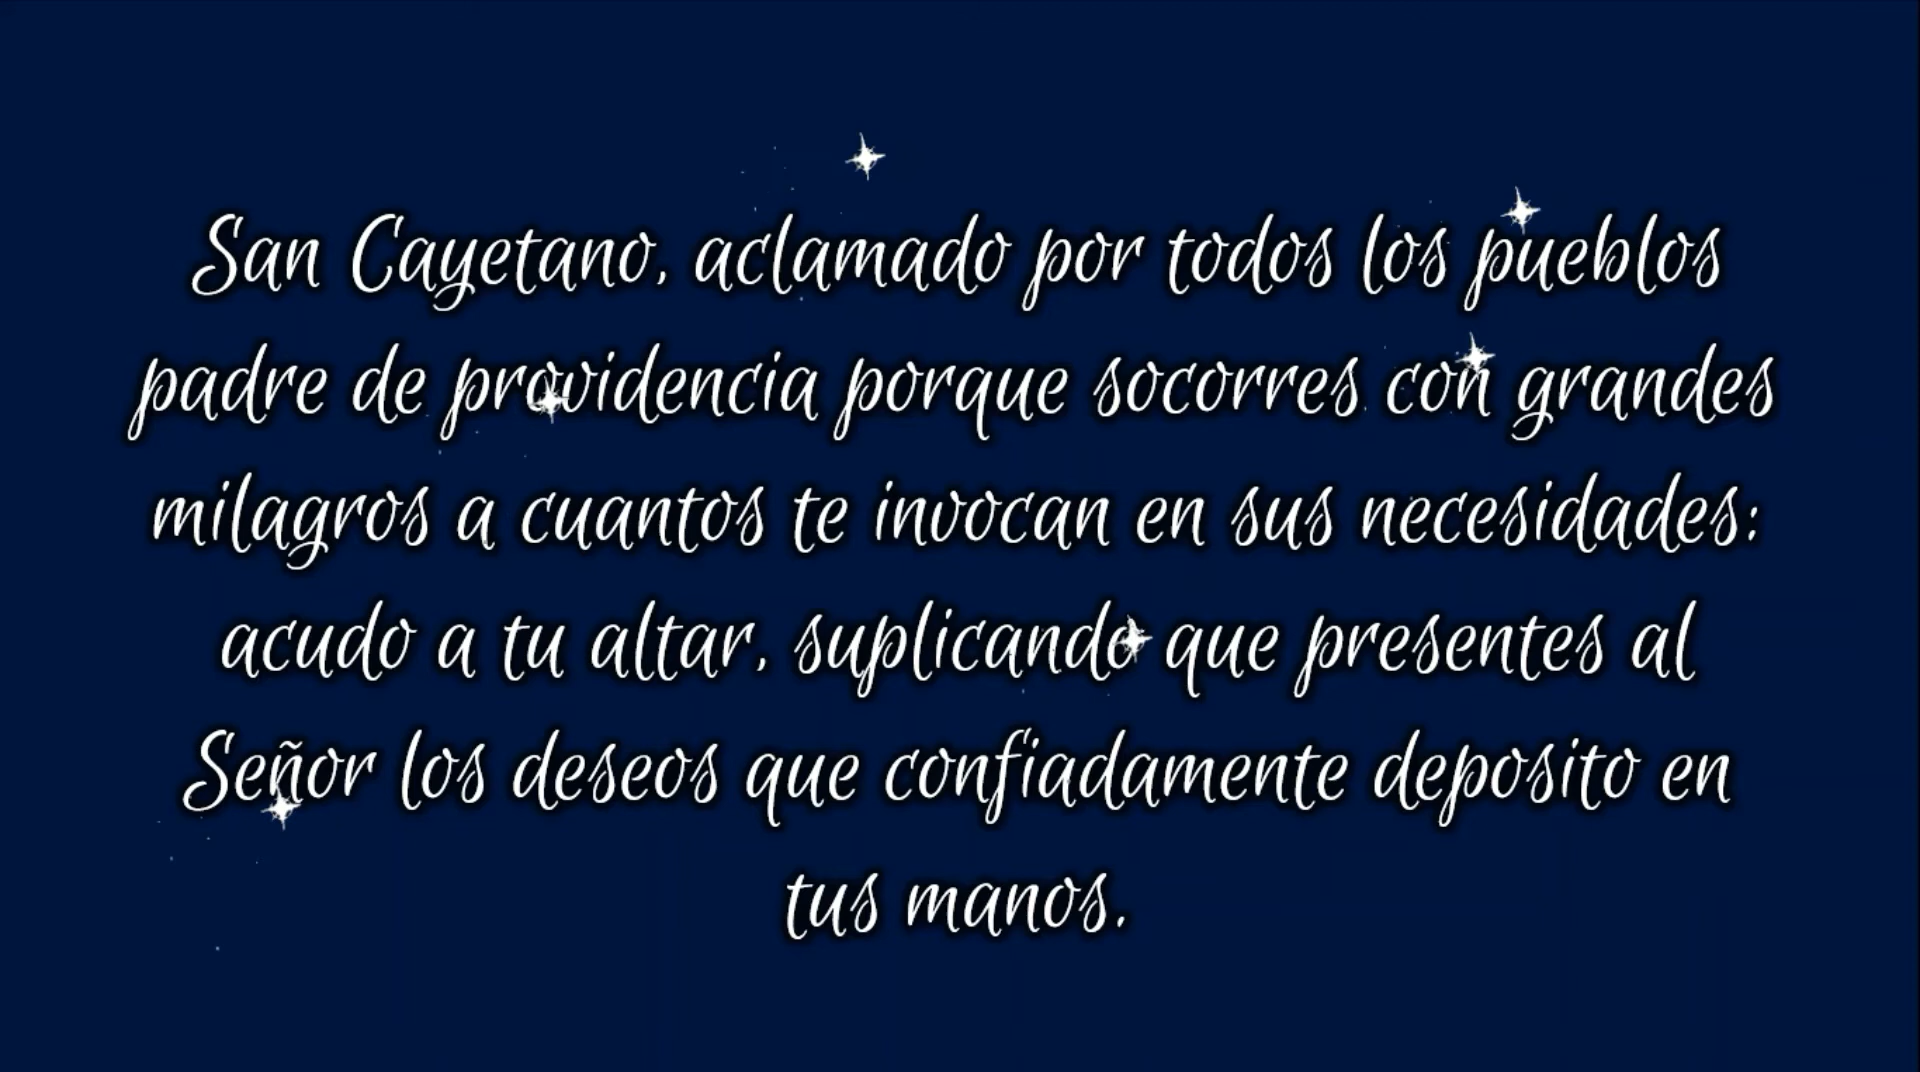 San Cayetano, aclamado por todos los pueblos
padre de providencia porque socorres con grandes
milagros a cuantos te invocan en sus necesidades:
acudo a tu altar, suplicando que presentes al
Señor los deseos que confiadamente deposito en
tus manos.